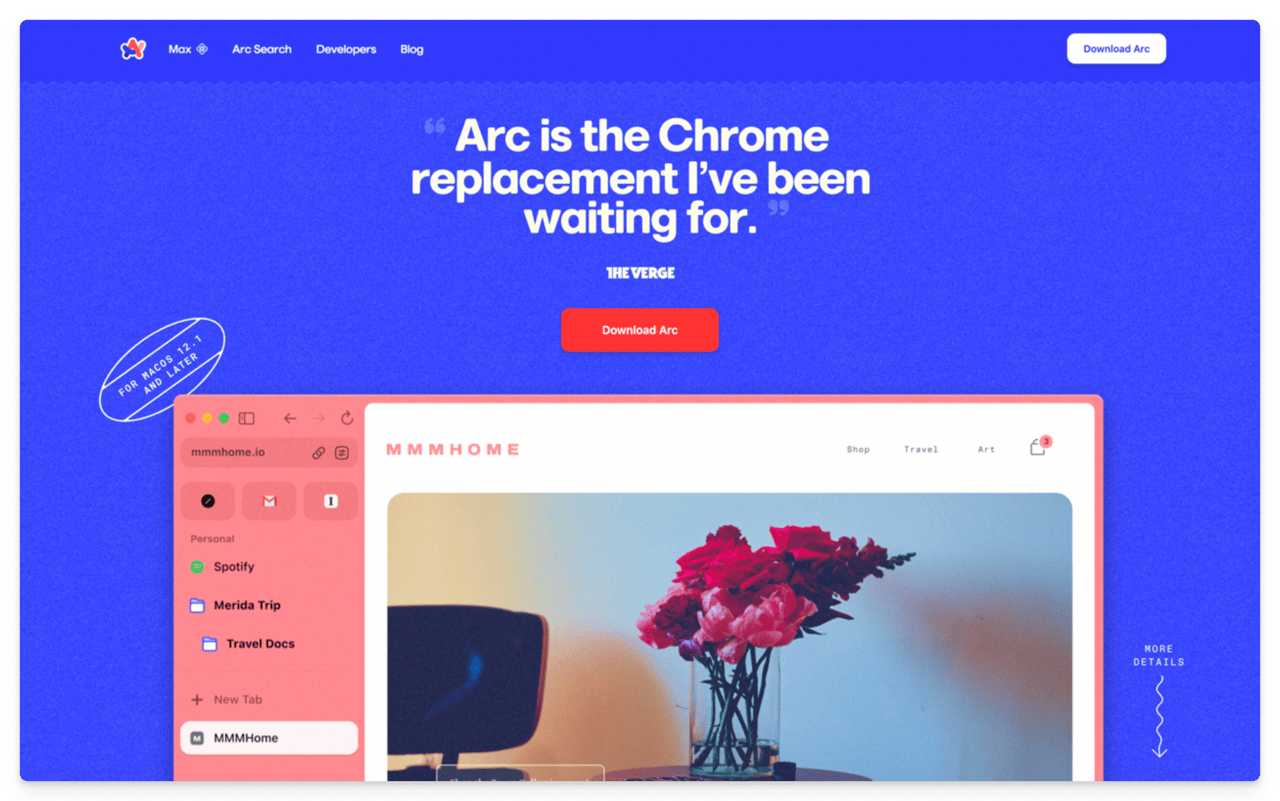 Max
Arc Search
Developers
Blog
Download Arc
“ Arc is the Chrome
replacement I’ve been
waiting for. ”
THE VERGE
Download Arc
FOR MACOS 12.1
AND LATER
mmmhome.io
I
Personal
Spotify
Merida Trip
Travel Docs
+ New Tab
M MMMHome
MMMHOME
Shop
Travel
Art
3
MORE
DETAILS